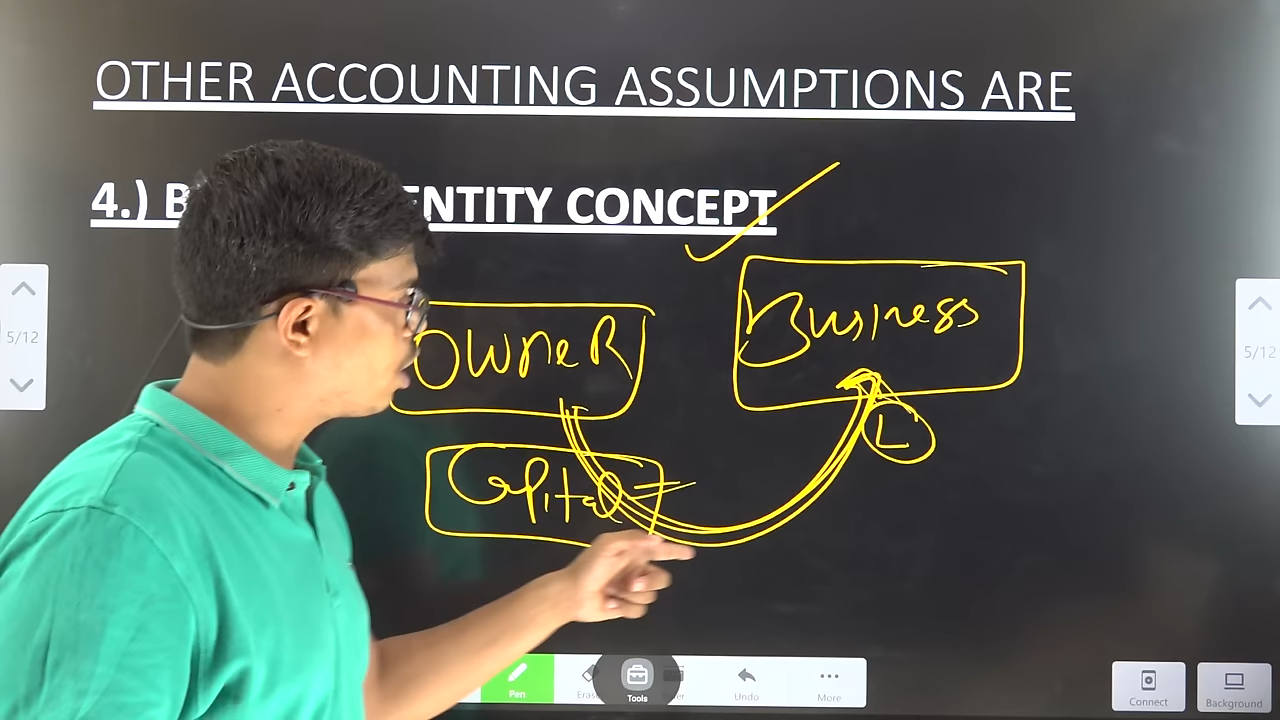 OTHER ACCOUNTING ASSUMPTIONS ARE
4.) B ENTITY CONCEPT
Business
OWNER
L
Capital
5/12
5/12
Pen
Eras
Tools
Undo
More
Connect
Background